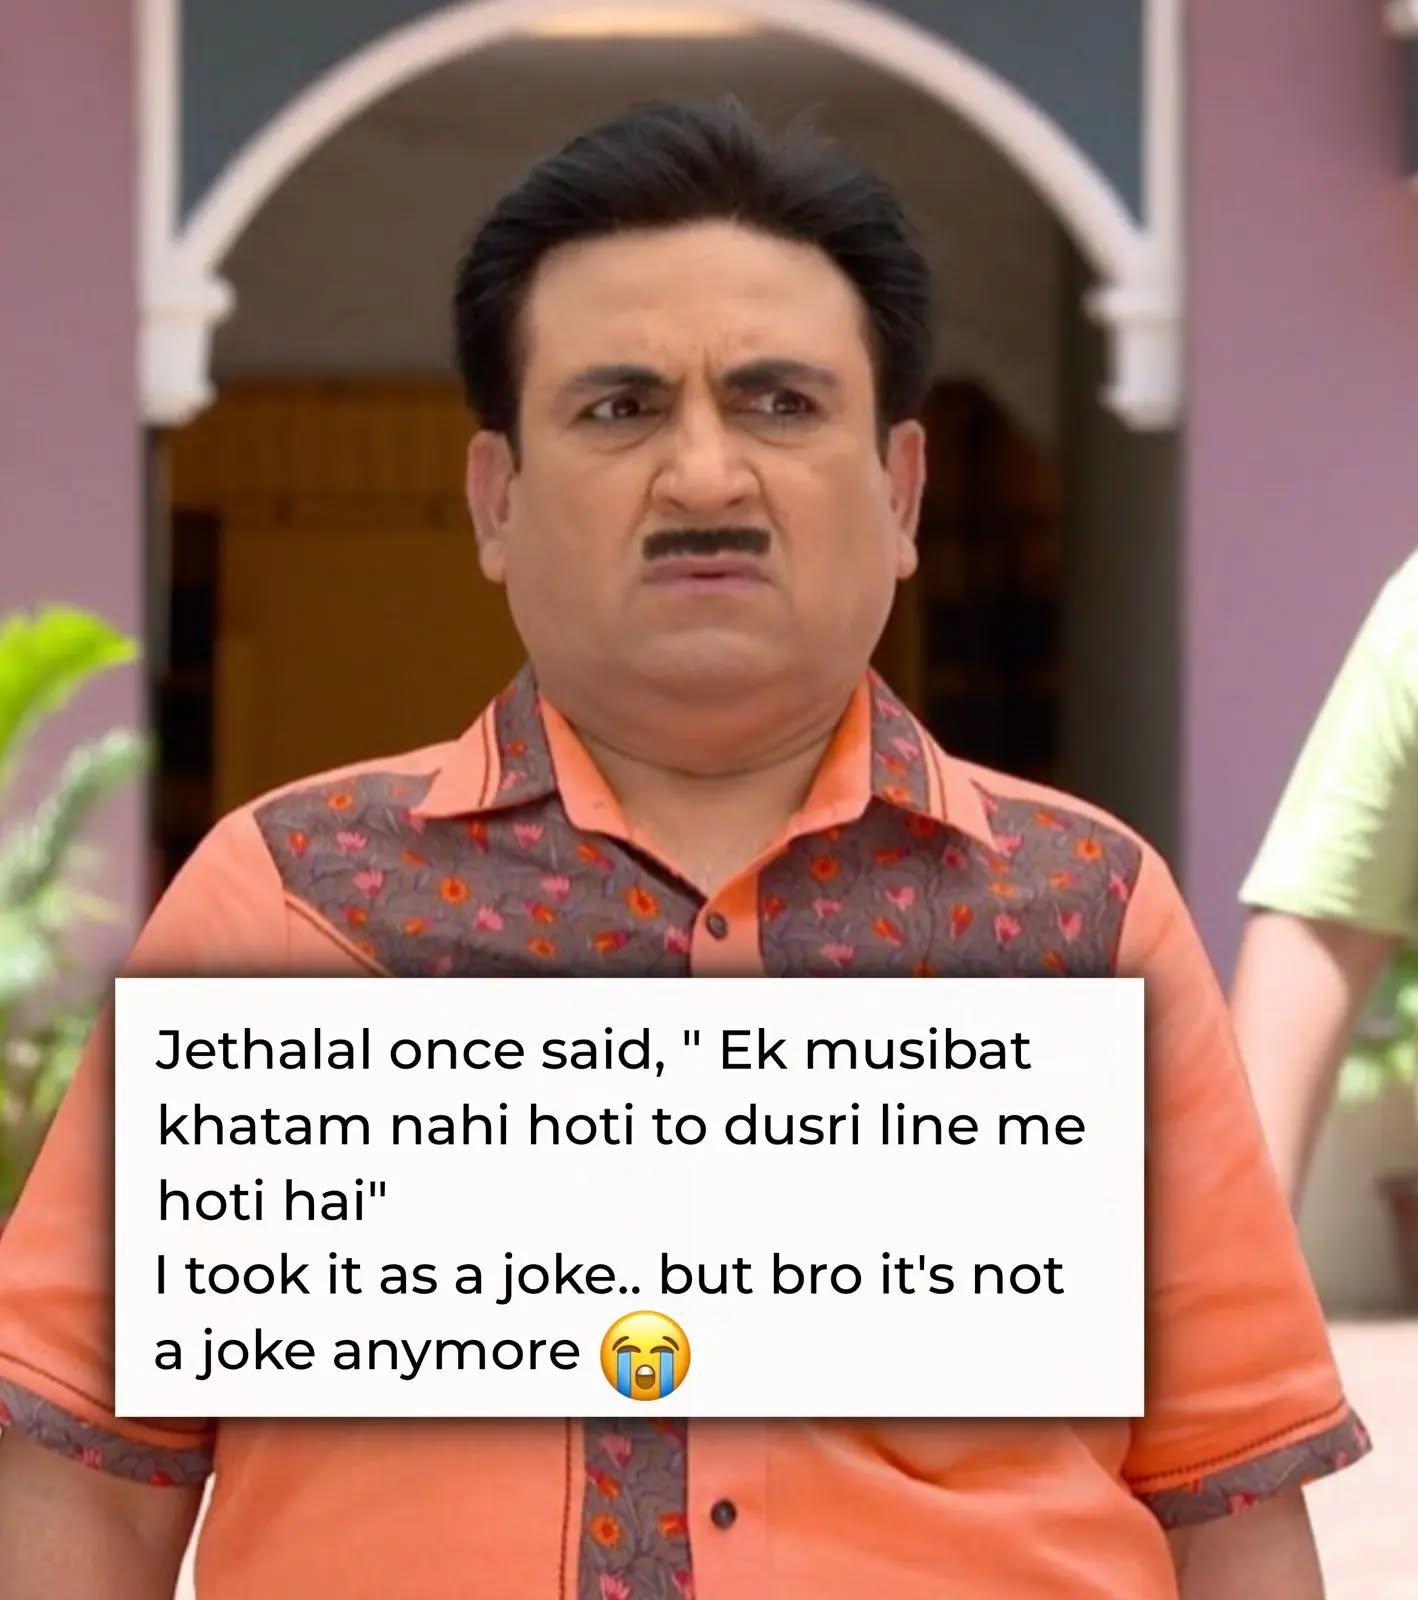 Jethalal once said, " Ek musibat
khatam nahi hoti to dusri line me
hoti hai"
I took it as a joke.. but bro it's not
a joke anymore 😭